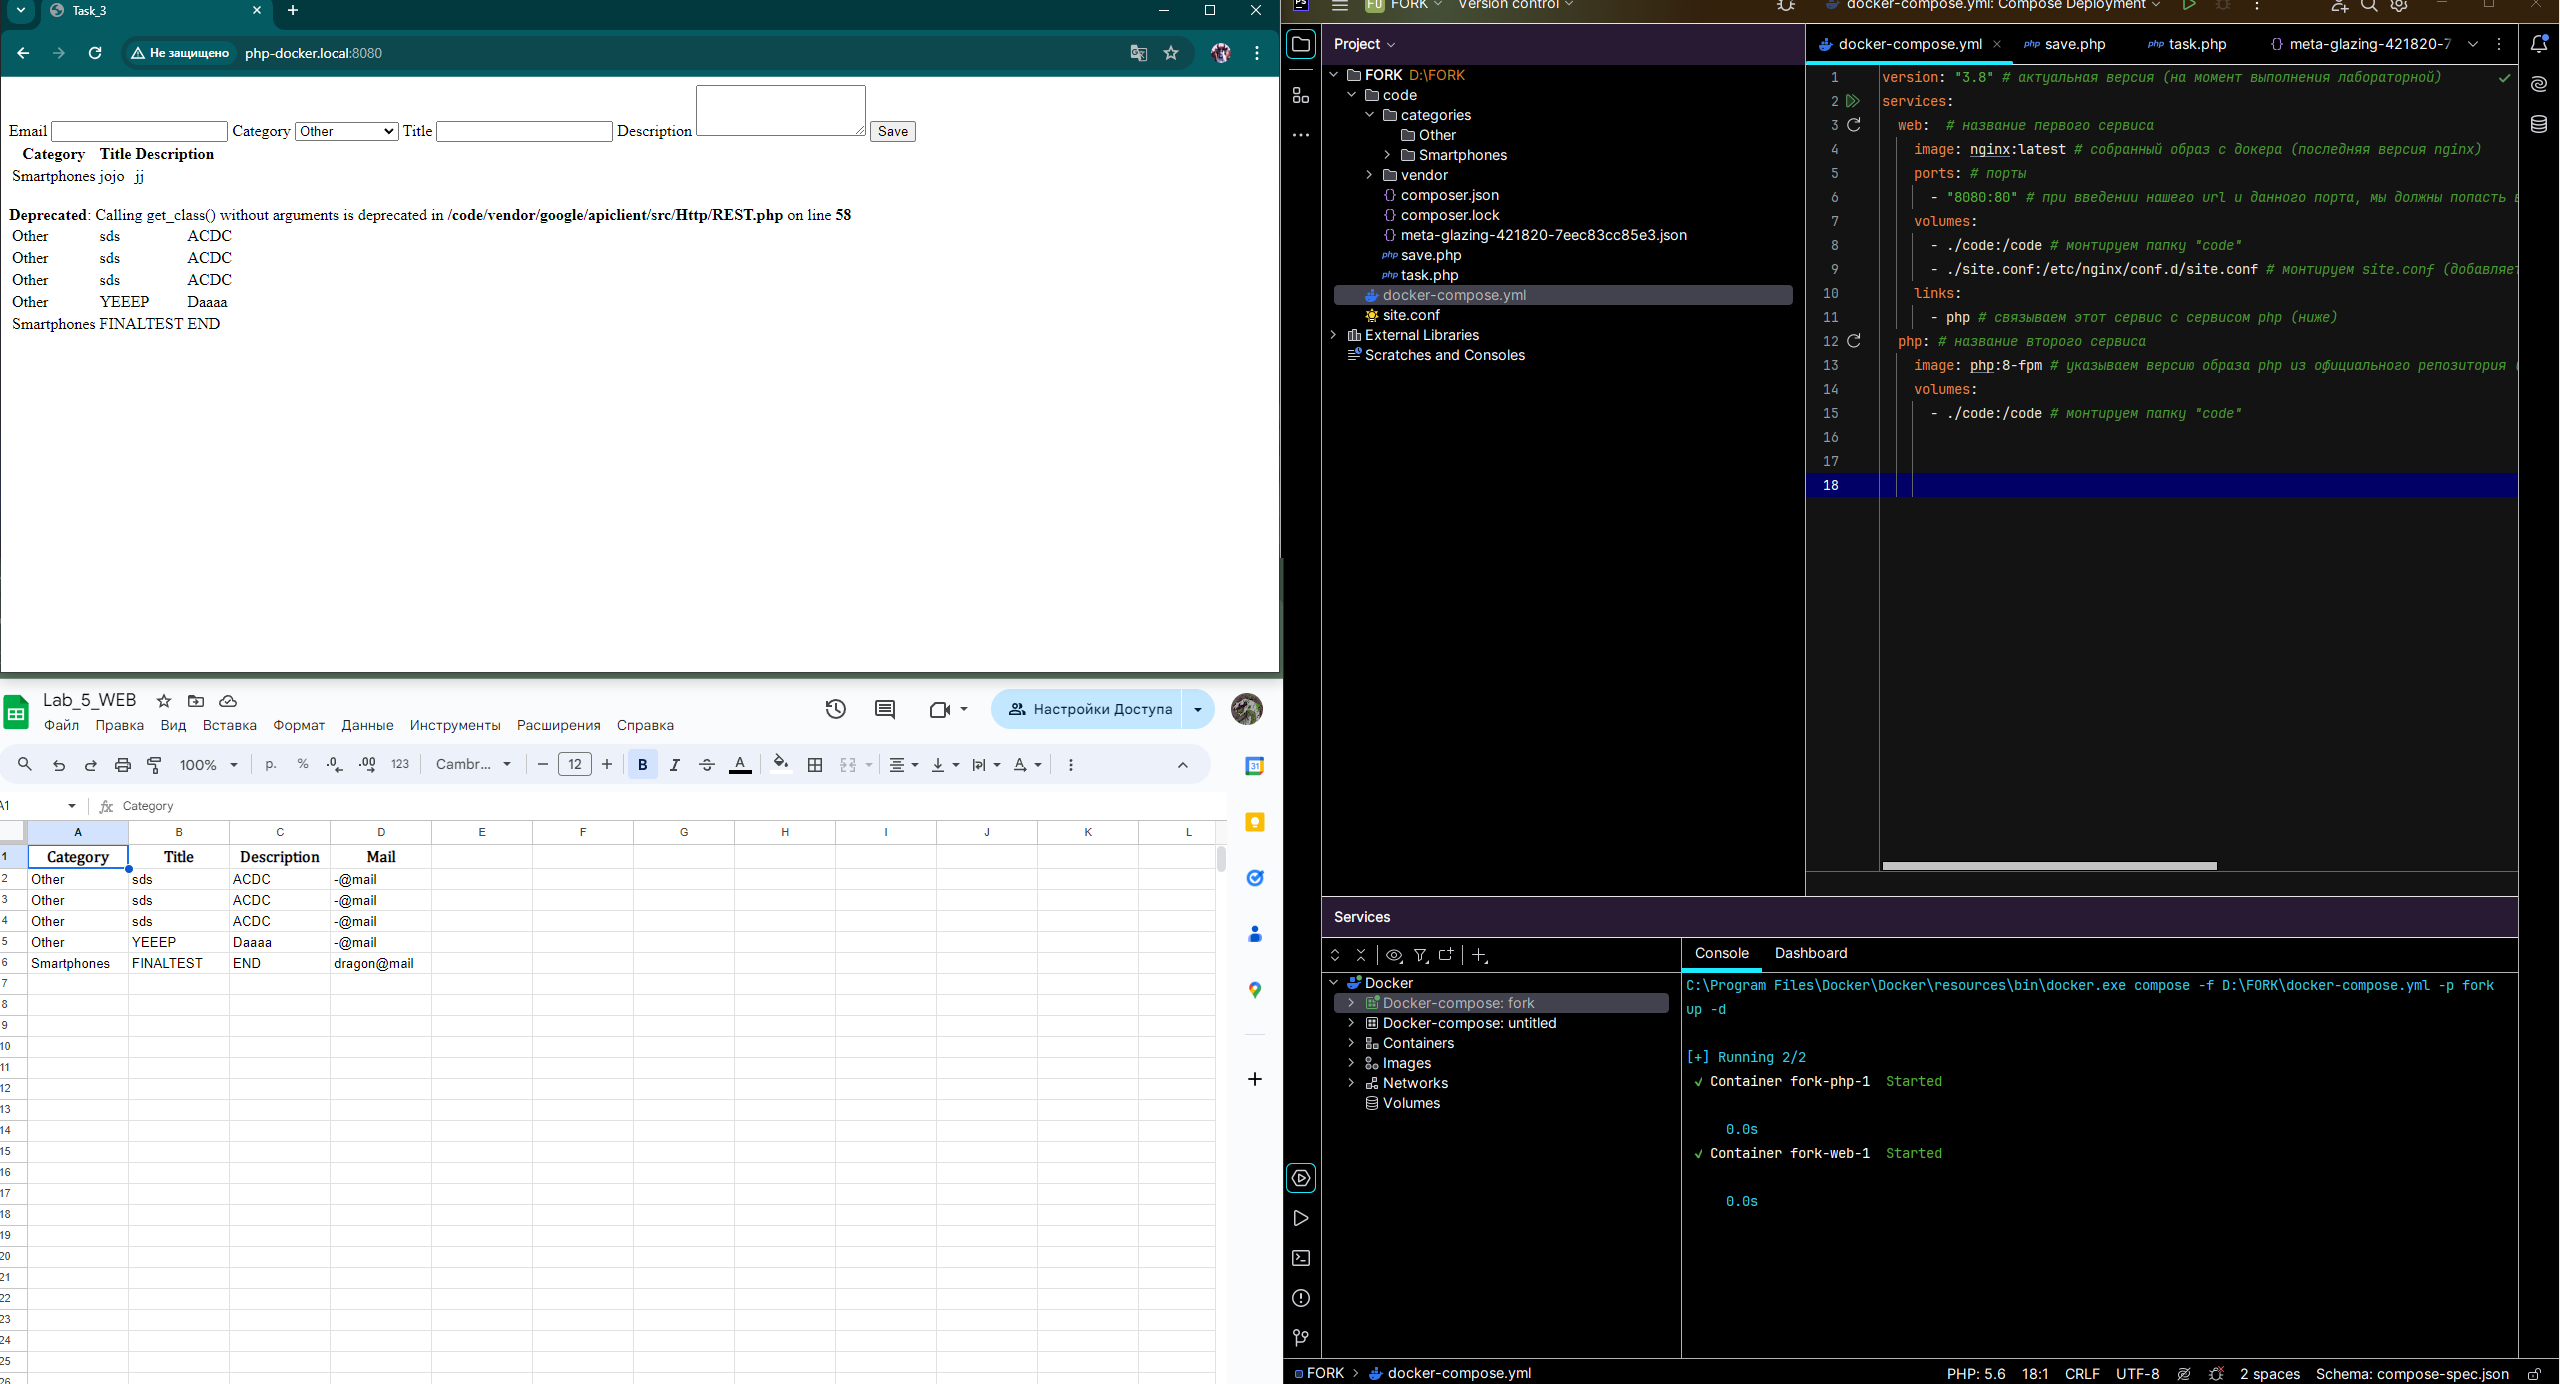 Task_3
Не защищено php-docker.local:8080
Email Category Other Title Description Save
Category Title Description
Smartphones jojo jj
Deprecated: Calling get_class() without arguments is deprecated in /code/vendor/google/apiclient/src/Http/REST.php on line 58
Other sds ACDC
Other sds ACDC
Other sds ACDC
Other YEEEP Daaaa
Smartphones FINALTEST END
Lab_5_WEB
Файл Правка Вид Вставка Формат Данные Инструменты Расширения Справка
Настройки Доступа
100% р. % .0 .00 123 Cambr... 12 B I A
A1 fx Category
A B C D E F G H I J K L
1 Category Title Description Mail
2 Other sds ACDC -@mail
3 Other sds ACDC -@mail
4 Other sds ACDC -@mail
5 Other YEEEP Daaaa -@mail
6 Smartphones FINALTEST END dragon@mail
7
8
9
10
11
12
13
14
15
16
17
18
19
20
21
22
23
24
25
26
31
PS FU FORK Version control docker-compose.yml: Compose Deployment
Project
FORK D:\FORK
code
categories
Other
Smartphones
vendor
composer.json
composer.lock
meta-glazing-421820-7eec83cc85e3.json
php save.php
php task.php
docker-compose.yml
site.conf
External Libraries
Scratches and Consoles
docker-compose.yml php save.php php task.php meta-glazing-421820-7
1 version: "3.8" # актуальная версия (на момент выполнения лабораторной)
2 services:
3 web: # название первого сервиса
4 image: nginx:latest # собранный образ с докера (последняя версия nginx)
5 ports: # порты
6 - "8080:80" # при введении нашего url и данного порта, мы должны попасть
7 volumes:
8 - ./code:/code # монтируем папку "code"
9 - ./site.conf:/etc/nginx/conf.d/site.conf # монтируем site.conf (добавляет
10 links:
11 - php # связываем этот сервис с сервисом php (ниже)
12 php: # название второго сервиса
13 image: php:8-fpm # указываем версию образа php из официального репозитория
14 volumes:
15 - ./code:/code # монтируем папку "code"
16
17
18
Services
Docker
Docker-compose: fork
Docker-compose: untitled
Containers
Images
Networks
Volumes
Console Dashboard
C:\Program Files\Docker\Docker\resources\bin\docker.exe compose -f D:\FORK\docker-compose.yml -p fork
up -d
[+] Running 2/2
✓ Container fork-php-1 Started
0.0s
✓ Container fork-web-1 Started
0.0s
FORK > docker-compose.yml PHP: 5.6 18:1 CRLF UTF-8 2 spaces Schema: compose-spec.json